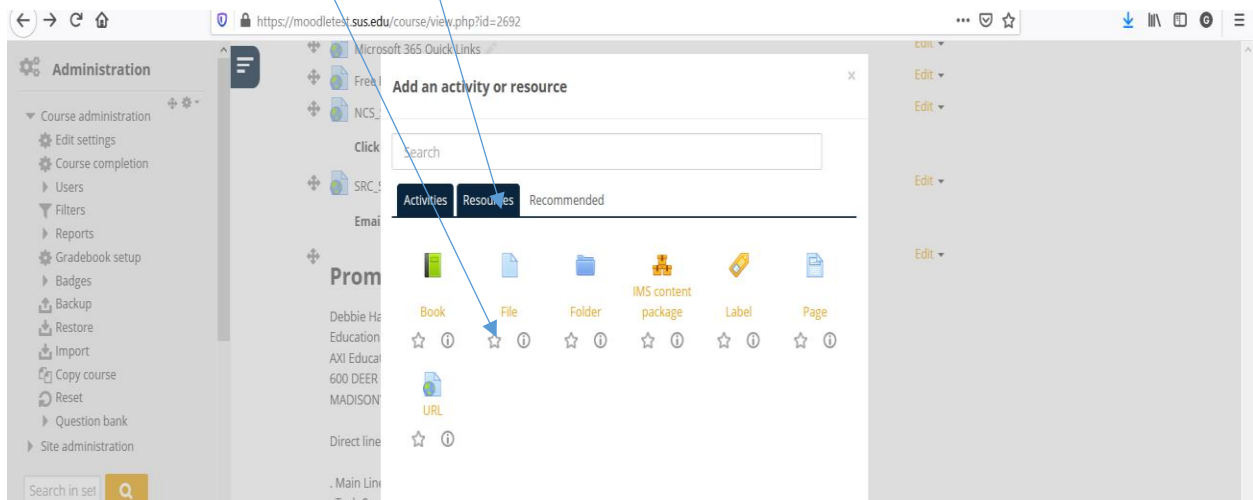 https://moodletest.sus.edu/course/view.php?id=2692
Administration
Course administration
Edit settings
Course completion
Users
Filters
Reports
Gradebook setup
Badges
Backup
Restore
Import
Copy course
Reset
Question bank
Site administration
Search in set
Microsoft 365 Quick Links
Edit
Free
Edit
NCS_
Edit
Click
SRC_S
Edit
Emai
Edit
Prom
Debbie Ha
Education
AXI Educat
600 DEER
MADISON
Direct line
. Main Line
Add an activity or resource
x
Search
Activities Resources Recommended
Book File Folder IMS content package Label Page
URL